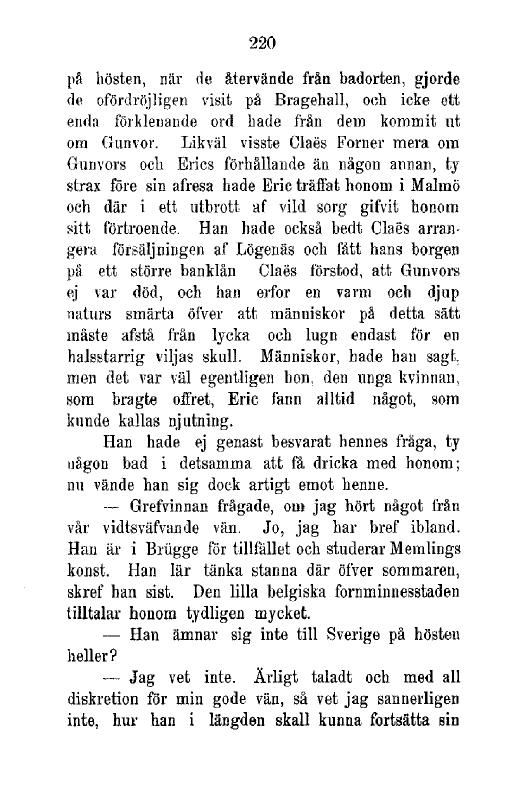 220
på hösten, när de återvände från badorten, gjorde
de ofördröjligen visit på Bragehall, och icke ett
enda förklenande ord hade från dem kommit ut
om Gunvor. Likväl visste Claës Forner mera om
Gunvors och Erics förhållande än någon annan, ty
strax före sin afresa hade Eric träffat honom i Malmö
och där i ett utbrott af vild sorg gifvit honom
sitt förtroende. Han hade också bedt Claës arran-
gera försäljningen af Lögenäs och fått hans borgen
på ett större banklån Claës förstod, att Gunvors
ej var död, och han erfor en varm och djup
naturs smärta öfver att människor på detta sätt
måste afstå från lycka och lugn endast för en
halsstarrig viljas skull. Människor, hade han sagt,
men det var väl egentligen hon, den unga kvinnan,
som bragte offret, Eric fann alltid något, som
kunde kallas njutning.
Han hade ej genast besvarat hennes fråga, ty
någon bad i detsamma att få dricka med honom;
nu vände han sig dock artigt emot henne.
— Grefvinnan frågade, om jag hört något från
vår vidtsväfvande vän. Jo, jag har bref ibland.
Han är i Brügge för tillfället och studerar Memlings
konst. Han lär tänka stanna där öfver sommaren,
skref han sist. Den lilla belgiska fornminnesstaden
tilltalar honom tydligen mycket.
— Han ämnar sig inte till Sverige på hösten
heller?
— Jag vet inte. Ärligt taladt och med all
diskretion för min gode vän, så vet jag sannerligen
inte, hur han i längden skall kunna fortsätta sin